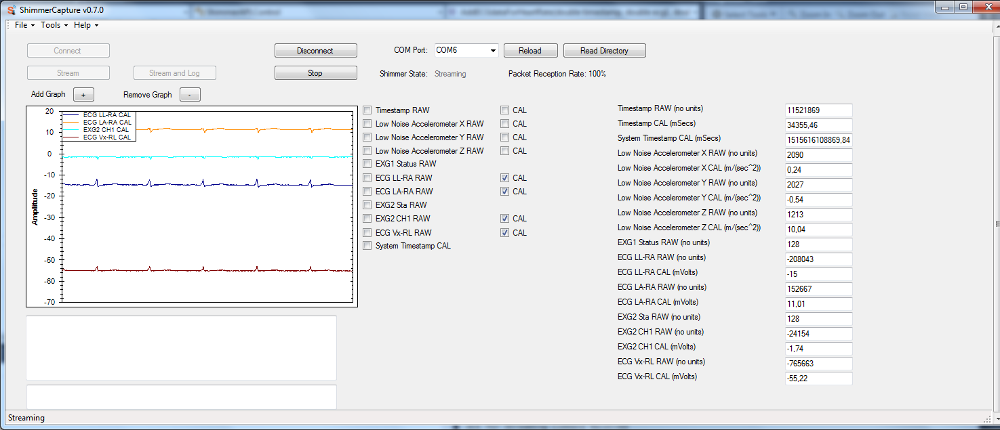 ShimmerCapture v0.7.0
File Tools Help
Connect Disconnect COM Port: COM6 Reload Read Directory
Stream Stream and Log Stop Shimmer State: Streaming Packet Reception Rate: 100%
Add Graph + Remove Graph -
ECG LL-RA CAL
ECG LA-RA CAL
EXG2 CH1 CAL
ECG Vx-RL CAL
Amplitude
20
10
0
-10
-20
-30
-40
-50
-60
-70
Timestamp RAW CAL
Low Noise Accelerometer X RAW CAL
Low Noise Accelerometer Y RAW CAL
Low Noise Accelerometer Z RAW CAL
EXG1 Status RAW
ECG LL-RA RAW CAL
ECG LA-RA RAW CAL
EXG2 Sta RAW
EXG2 CH1 RAW CAL
ECG Vx-RL RAW CAL
System Timestamp CAL
Timestamp RAW (no units) 11521869
Timestamp CAL (mSecs) 34355,46
System Timestamp CAL (mSecs) 1515616108869,84
Low Noise Accelerometer X RAW (no units) 2090
Low Noise Accelerometer X CAL (m/(sec^2)) 0,24
Low Noise Accelerometer Y RAW (no units) 2027
Low Noise Accelerometer Y CAL (m/(sec^2)) -0,54
Low Noise Accelerometer Z RAW (no units) 1213
Low Noise Accelerometer Z CAL (m/(sec^2)) 10,04
EXG1 Status RAW (no units) 128
ECG LL-RA RAW (no units) -208043
ECG LL-RA CAL (mVolts) -15
ECG LA-RA RAW (no units) 152667
ECG LA-RA CAL (mVolts) 11,01
EXG2 Sta RAW (no units) 128
EXG2 CH1 RAW (no units) -24154
EXG2 CH1 CAL (mVolts) -1,74
ECG Vx-RL RAW (no units) -765663
ECG Vx-RL CAL (mVolts) -55,22
Streaming